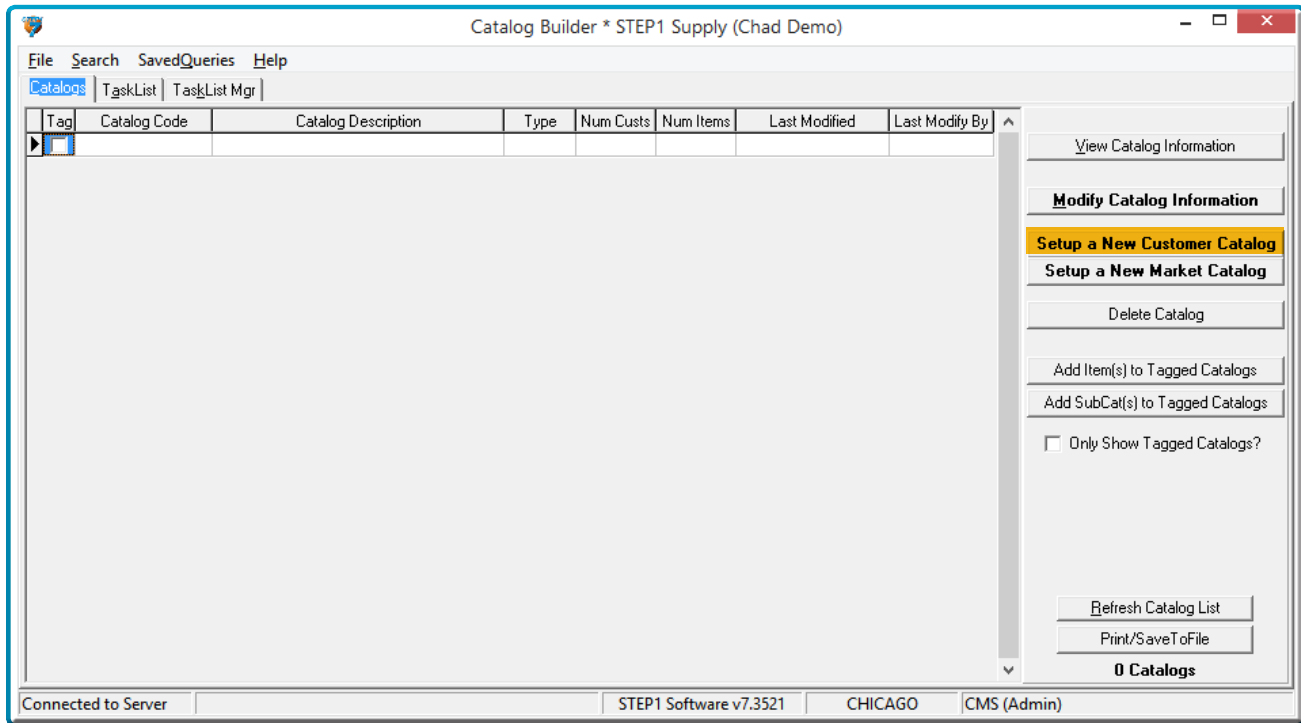 Catalog Builder * STEP1 Supply (Chad Demo)
File Search SavedQueries Help
Catalogs TaskList TaskList Mgr
Tag Catalog Code Catalog Description Type Num Custs Num Items Last Modified Last Modify By
View Catalog Information
Modify Catalog Information
Setup a New Customer Catalog
Setup a New Market Catalog
Delete Catalog
Add Item(s) to Tagged Catalogs
Add SubCat(s) to Tagged Catalogs
Only Show Tagged Catalogs?
Refresh Catalog List
Print/SaveToFile
0 Catalogs
Connected to Server STEP1 Software v7.3521 CHICAGO CMS (Admin)